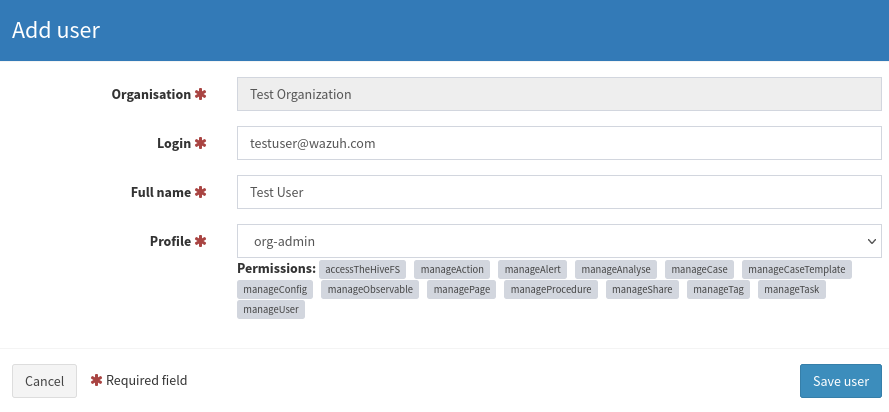 Add user
Organisation ✱ Test Organization
Login ✱ testuser@wazuh.com
Full name ✱ Test User
Profile ✱ org-admin
Permissions: accessTheHiveFS manageAction manageAlert manageAnalyse manageCase manageCaseTemplate
manageConfig manageObservable managePage manageProcedure manageShare manageTag manageTask
manageUser
Cancel ✱ Required field Save user